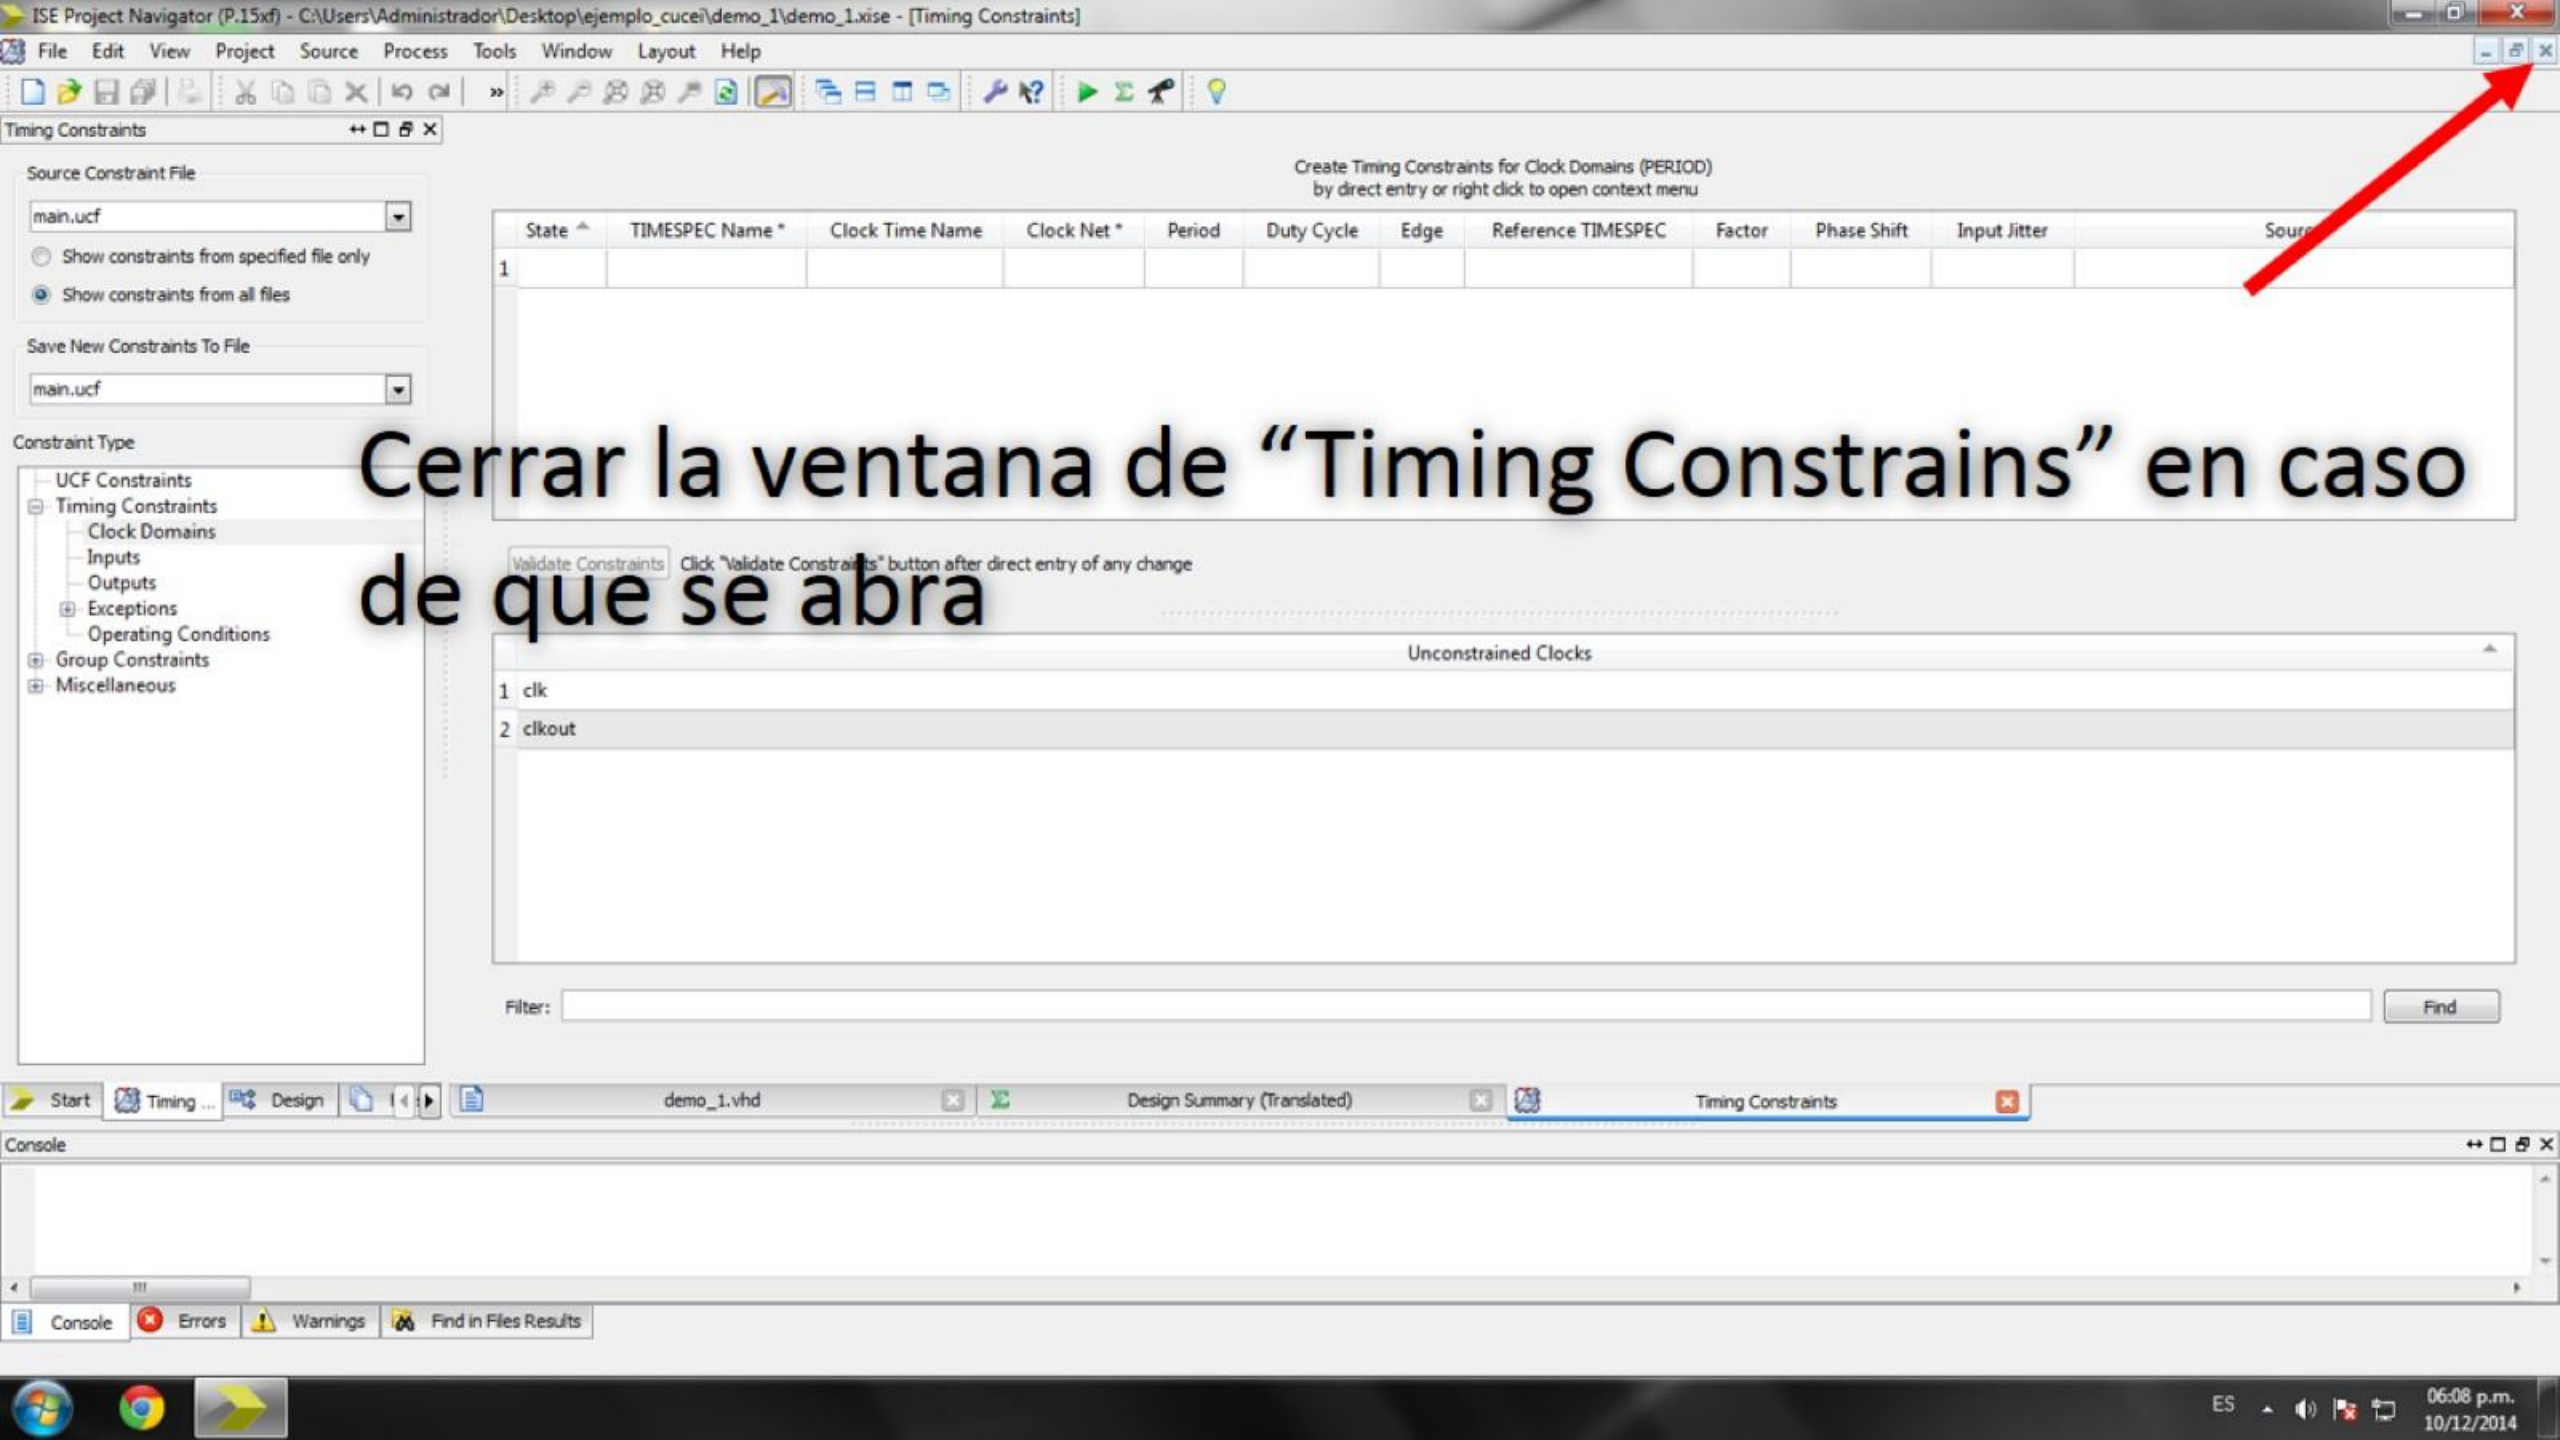 ISE Project Navigator (P.15xf) - C:\Users\Administrador\Desktop\ejemplo_cucei\demo_1\demo_1.xise - [Timing Constraints]
File Edit View Project Source Process Tools Window Layout Help
Timing Constraints
Source Constraint File
main.ucf
Show constraints from specified file only
Show constraints from all files
Save New Constraints To File
main.ucf
Constraint Type
UCF Constraints
Timing Constraints
Clock Domains
Inputs
Outputs
Exceptions
Operating Conditions
Group Constraints
Miscellaneous
Create Timing Constraints for Clock Domains (PERIOD)
by direct entry or right click to open context menu
State TIMESPEC Name * Clock Time Name Clock Net * Period Duty Cycle Edge Reference TIMESPEC Factor Phase Shift Input Jitter
1
Cerrar la ventana de “Timing Constrains” en caso
de que se abra
Validate Constraints Click "Validate Constraints" button after direct entry of any change
Unconstrained Clocks
1 clk
2 clkout
Filter: Find
Start Timing ... Design demo_1.vhd Design Summary (Translated) Timing Constraints
Console
Console Errors Warnings Find in Files Results
ES 06:08 p.m.
10/12/2014